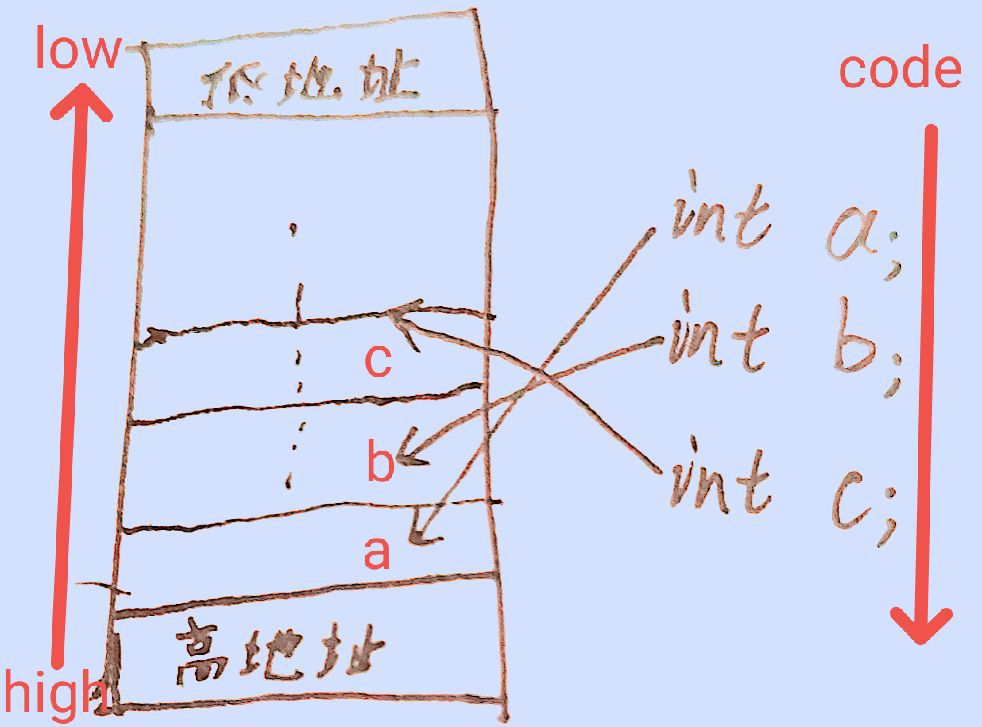 low
低地址
code
int a;
int b;
c
b
int c;
a
高地址
high